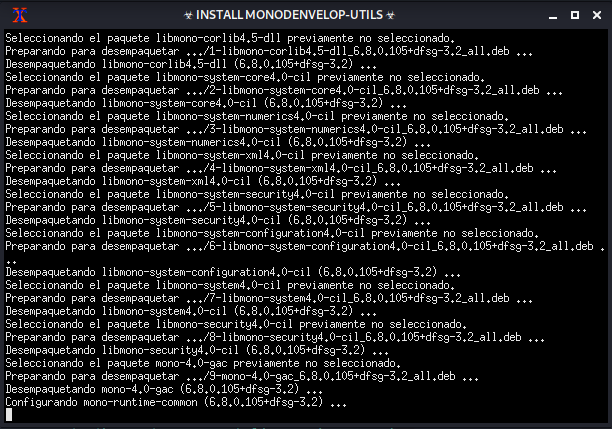 ☣ INSTALL MONODENVELOP-UTILS ☣
Seleccionando el paquete libmono-corlib4.5-dll previamente no seleccionado.
Preparando para desempaquetar .../1-libmono-corlib4.5-dll_6.8.0.105+dfsg-3.2_all.deb ...
Desempaquetando libmono-corlib4.5-dll (6.8.0.105+dfsg-3.2) ...
Seleccionando el paquete libmono-system-core4.0-cil previamente no seleccionado.
Preparando para desempaquetar .../2-libmono-system-core4.0-cil_6.8.0.105+dfsg-3.2_all.deb ...
Desempaquetando libmono-system-core4.0-cil (6.8.0.105+dfsg-3.2) ...
Seleccionando el paquete libmono-system-numerics4.0-cil previamente no seleccionado.
Preparando para desempaquetar .../3-libmono-system-numerics4.0-cil_6.8.0.105+dfsg-3.2_all.deb ...
Desempaquetando libmono-system-numerics4.0-cil (6.8.0.105+dfsg-3.2) ...
Seleccionando el paquete libmono-system-xml4.0-cil previamente no seleccionado.
Preparando para desempaquetar .../4-libmono-system-xml4.0-cil_6.8.0.105+dfsg-3.2_all.deb ...
Desempaquetando libmono-system-xml4.0-cil (6.8.0.105+dfsg-3.2) ...
Seleccionando el paquete libmono-system-security4.0-cil previamente no seleccionado.
Preparando para desempaquetar .../5-libmono-system-security4.0-cil_6.8.0.105+dfsg-3.2_all.deb ...
Desempaquetando libmono-system-security4.0-cil (6.8.0.105+dfsg-3.2) ...
Seleccionando el paquete libmono-system-configuration4.0-cil previamente no seleccionado.
Preparando para desempaquetar .../6-libmono-system-configuration4.0-cil_6.8.0.105+dfsg-3.2_all.deb .
..
Desempaquetando libmono-system-configuration4.0-cil (6.8.0.105+dfsg-3.2) ...
Seleccionando el paquete libmono-system4.0-cil previamente no seleccionado.
Preparando para desempaquetar .../7-libmono-system4.0-cil_6.8.0.105+dfsg-3.2_all.deb ...
Desempaquetando libmono-system4.0-cil (6.8.0.105+dfsg-3.2) ...
Seleccionando el paquete libmono-security4.0-cil previamente no seleccionado.
Preparando para desempaquetar .../8-libmono-security4.0-cil_6.8.0.105+dfsg-3.2_all.deb ...
Desempaquetando libmono-security4.0-cil (6.8.0.105+dfsg-3.2) ...
Seleccionando el paquete mono-4.0-gac previamente no seleccionado.
Preparando para desempaquetar .../9-mono-4.0-gac_6.8.0.105+dfsg-3.2_all.deb ...
Desempaquetando mono-4.0-gac (6.8.0.105+dfsg-3.2) ...
Configurando mono-runtime-common (6.8.0.105+dfsg-3.2) ...